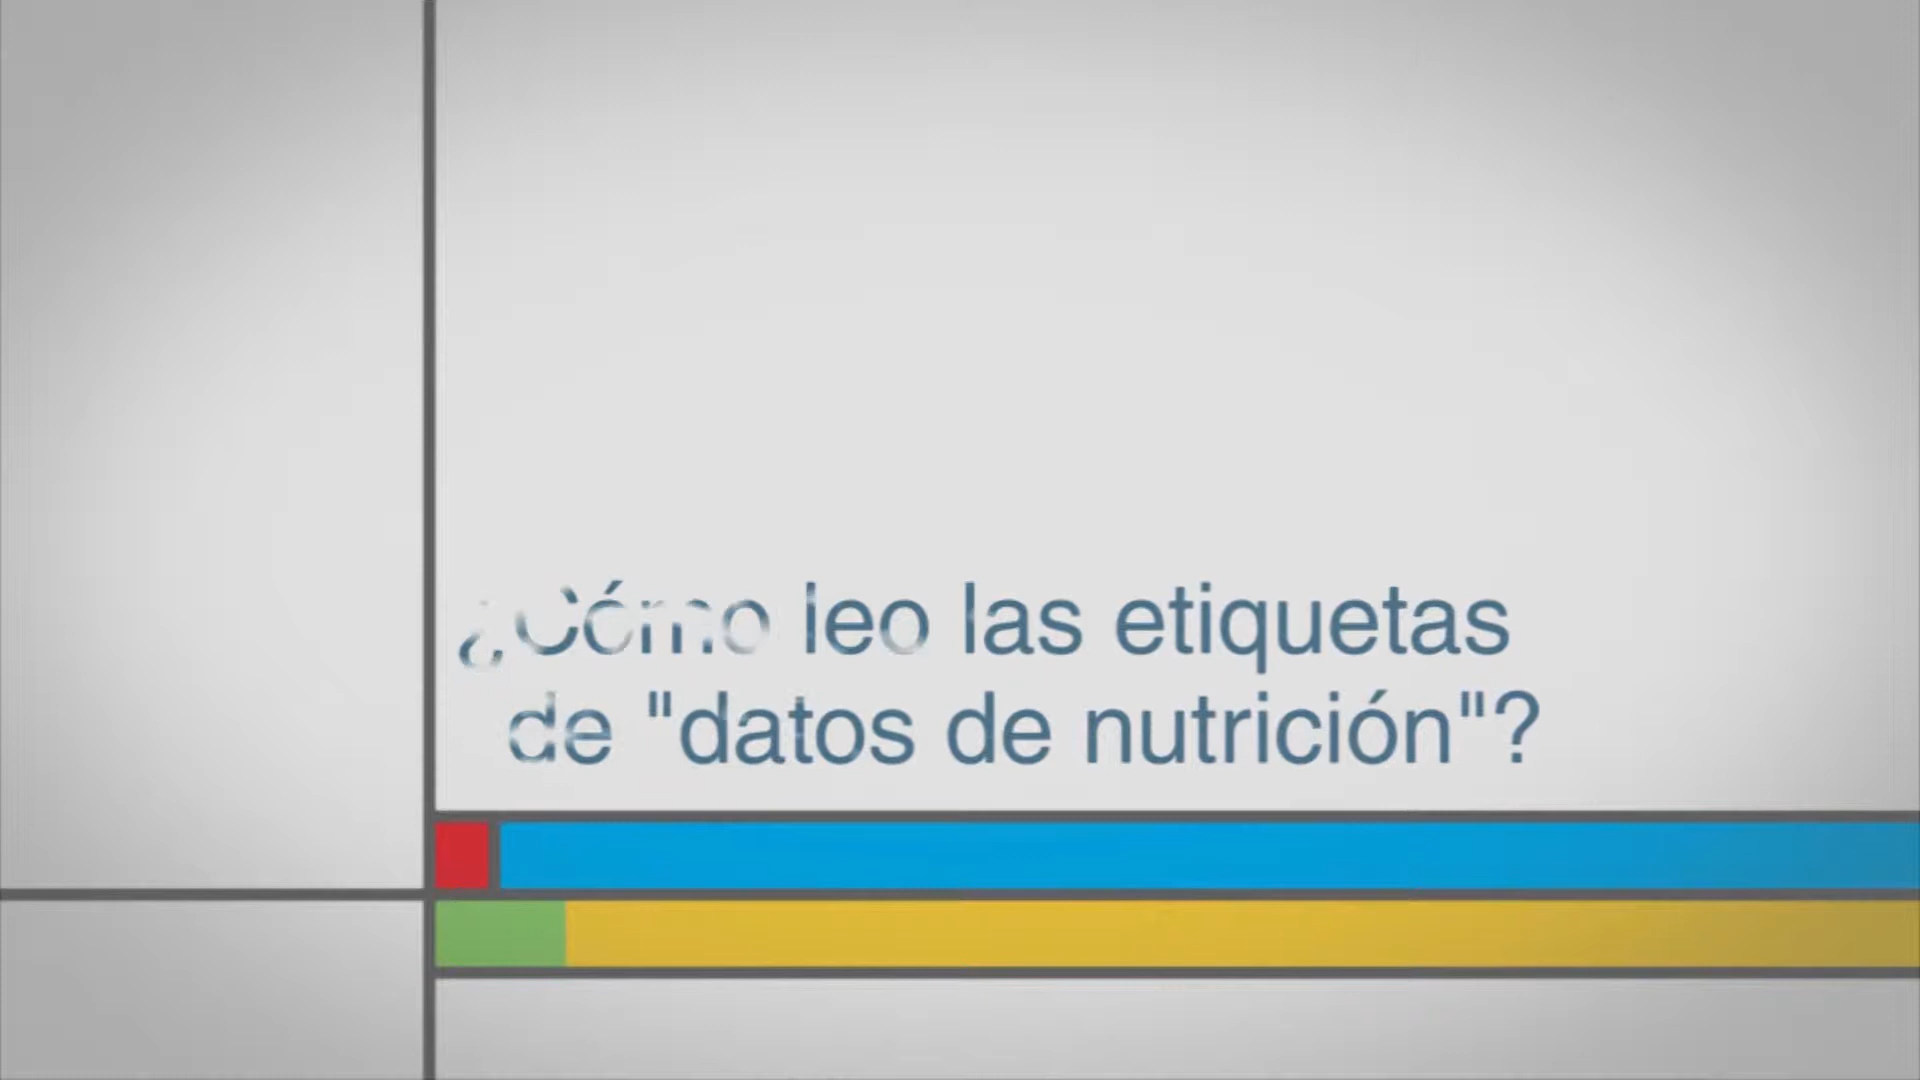 ¿Cómo leo las etiquetas
de "datos de nutrición"?